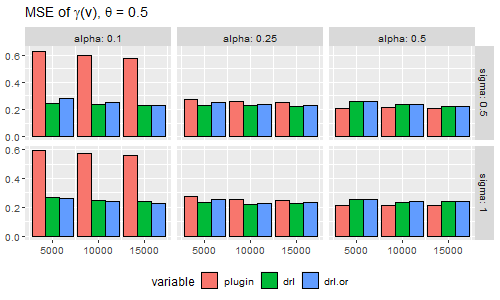 MSE of γ(v), θ = 0.5
alpha: 0.1 alpha: 0.25 alpha: 0.5
sigma: 0.5
0.6
0.4
0.2
0.0
sigma: 1
0.6
0.4
0.2
0.0
5000 10000 15000 5000 10000 15000 5000 10000 15000
variable plugin drl drl.or